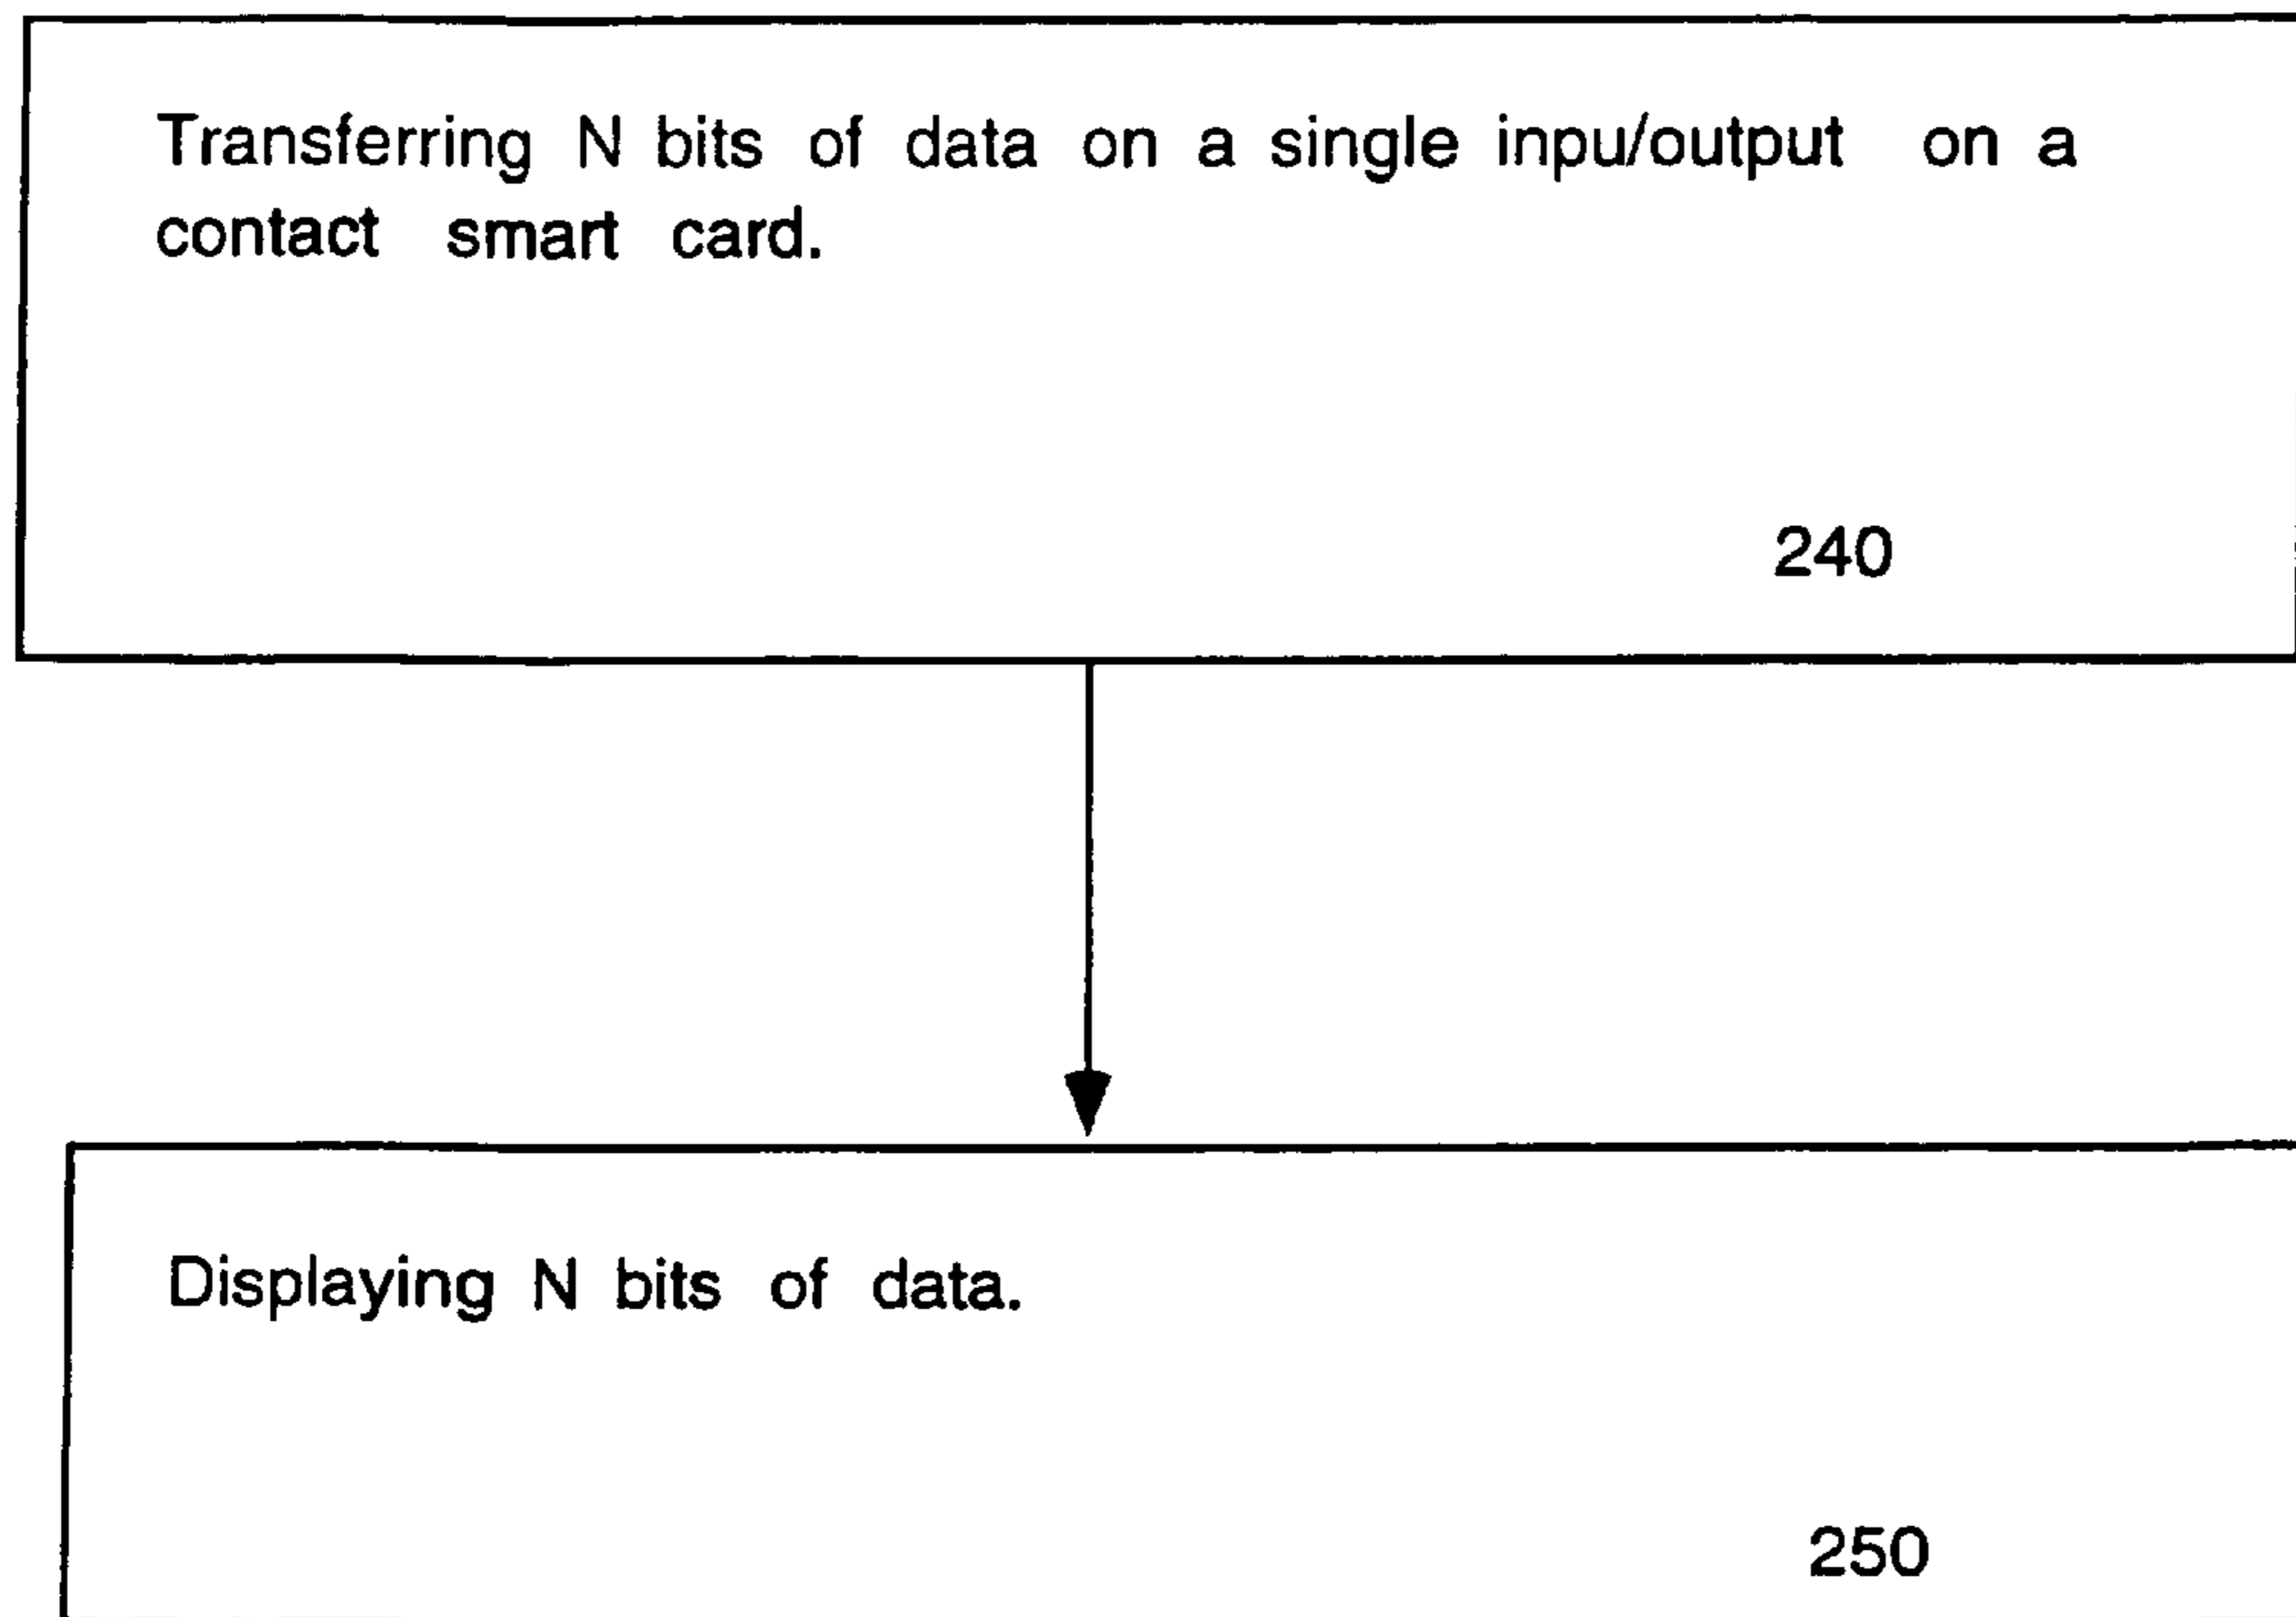 Transferring N bits of data on a single inpu/output on a
contact smart card.
240
Displaying N bits of data.
250